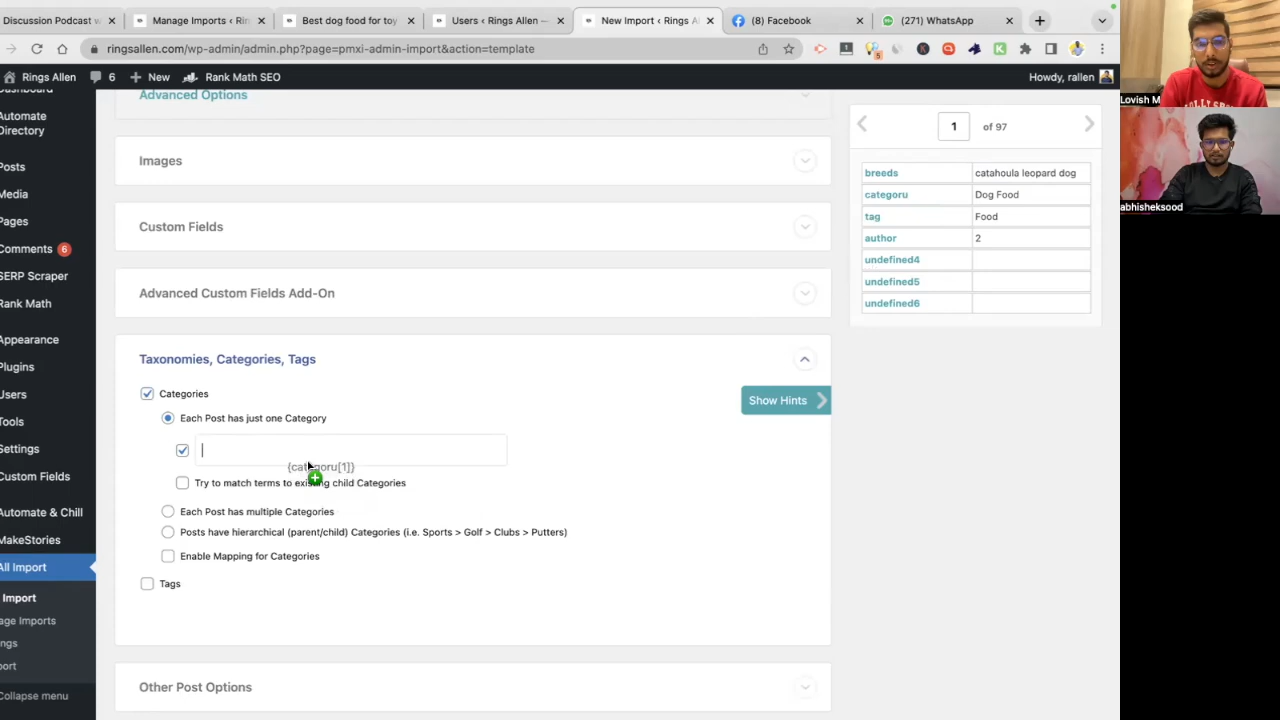 Discussion Podcast w
Manage Imports ‹ Rin
Best dog food for toy
Users ‹ Rings Allen —
New Import ‹ Rings A
(8) Facebook
(271) WhatsApp
ringsallen.com/wp-admin/admin.php?page=pmxi-admin-import&action=template
5
Rings Allen
6
New
Rank Math SEO
Howdy, rallen
Dashboard
Automate
Directory
Posts
Media
Pages
Comments 6
SERP Scraper
Rank Math
Appearance
Plugins
Users
Tools
Settings
Custom Fields
Automate & Chill
MakeStories
All Import
Import
age Imports
ngs
port
Collapse menu
Advanced Options
Images
Custom Fields
Advanced Custom Fields Add-On
Taxonomies, Categories, Tags
Categories
Show Hints
Each Post has just one Category
{categoru[1]}
Try to match terms to existing child Categories
Each Post has multiple Categories
Posts have hierarchical (parent/child) Categories (i.e. Sports > Golf > Clubs > Putters)
Enable Mapping for Categories
Tags
Other Post Options
1 of 97
breeds catahoula leopard dog
categoru Dog Food
tag Food
author 2
undefined4
undefined5
undefined6
Lovish M
abhisheksood